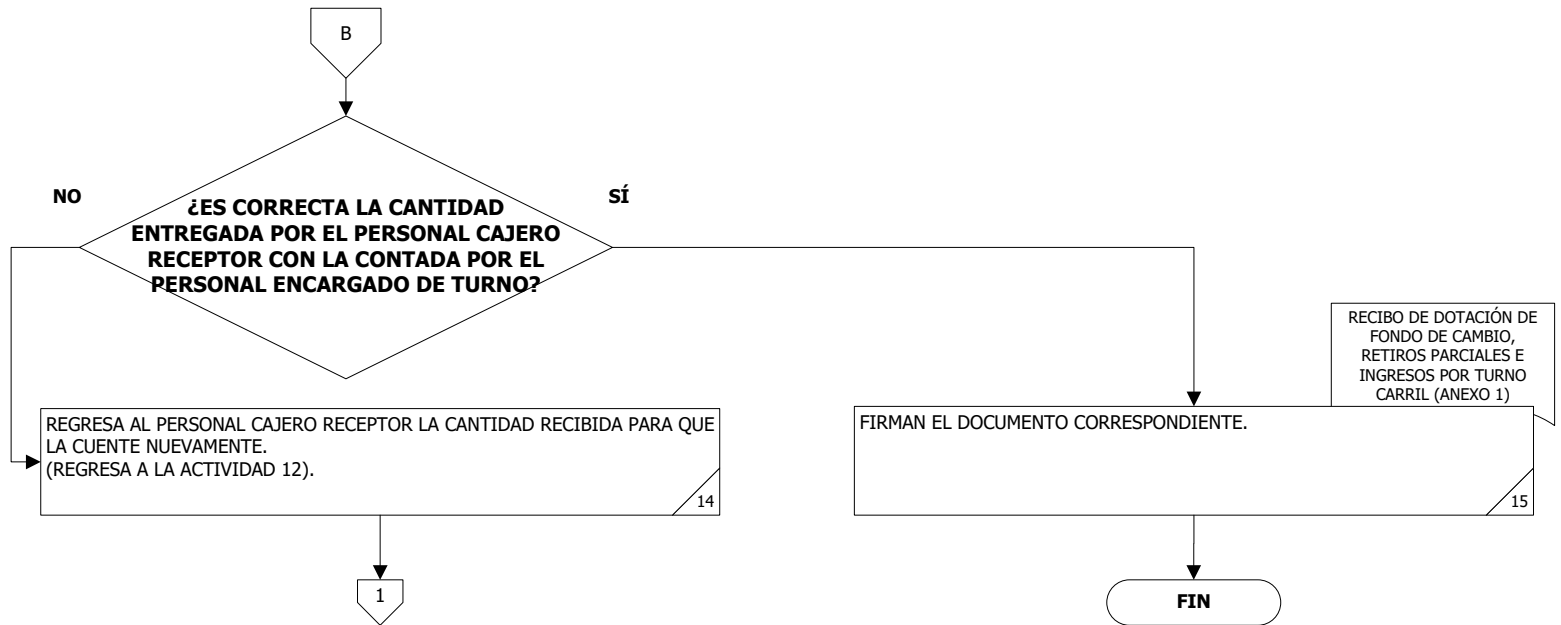 B
NO
SÍ
¿ES CORRECTA LA CANTIDAD
ENTREGADA POR EL PERSONAL CAJERO
RECEPTOR CON LA CONTADA POR EL
PERSONAL ENCARGADO DE TURNO?
RECIBO DE DOTACIÓN DE
FONDO DE CAMBIO,
RETIROS PARCIALES E
INGRESOS POR TURNO
CARRIL (ANEXO 1)
REGRESA AL PERSONAL CAJERO RECEPTOR LA CANTIDAD RECIBIDA PARA QUE
LA CUENTE NUEVAMENTE.
(REGRESA A LA ACTIVIDAD 12).
14
FIRMAN EL DOCUMENTO CORRESPONDIENTE.
15
1
FIN